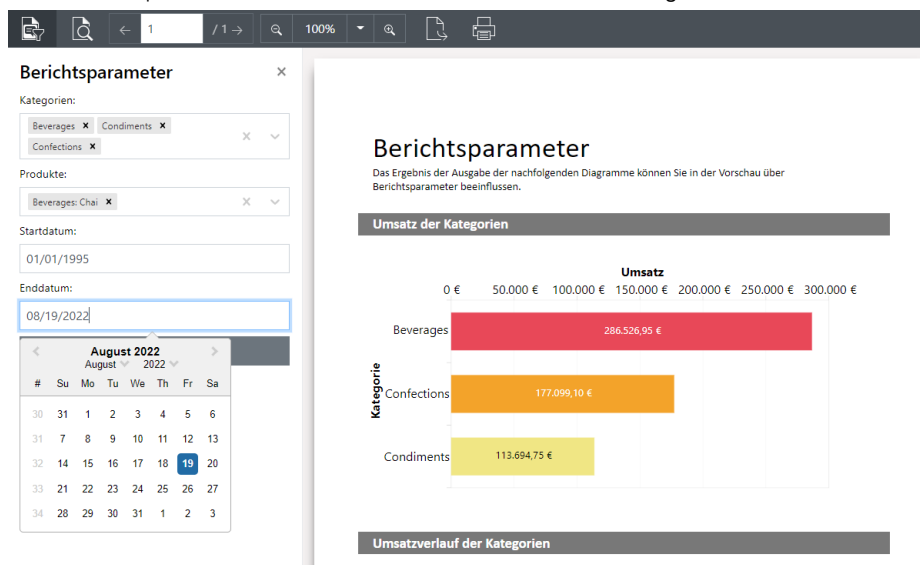 1 / 1 100%
Berichtsparameter
Kategorien:
Beverages Condiments
Confections
Produkte:
Beverages: Chai
Startdatum:
01/01/1995
Enddatum:
08/19/2022
August 2022
August 2022
# Su Mo Tu We Th Fr Sa
30 31 1 2 3 4 5 6
31 7 8 9 10 11 12 13
32 14 15 16 17 18 19 20
33 21 22 23 24 25 26 27
34 28 29 30 31 1 2 3
Berichtsparameter
Das Ergebnis der Ausgabe der nachfolgenden Diagramme können Sie in der Vorschau über
Berichtsparameter beeinflussen.
Umsatz der Kategorien
Umsatz
0 € 50.000 € 100.000 € 150.000 € 200.000 € 250.000 € 300.000 €
Kategorie
Beverages 286.526,95 €
Confections 177.099,10 €
Condiments 113.694,75 €
Umsatzverlauf der Kategorien